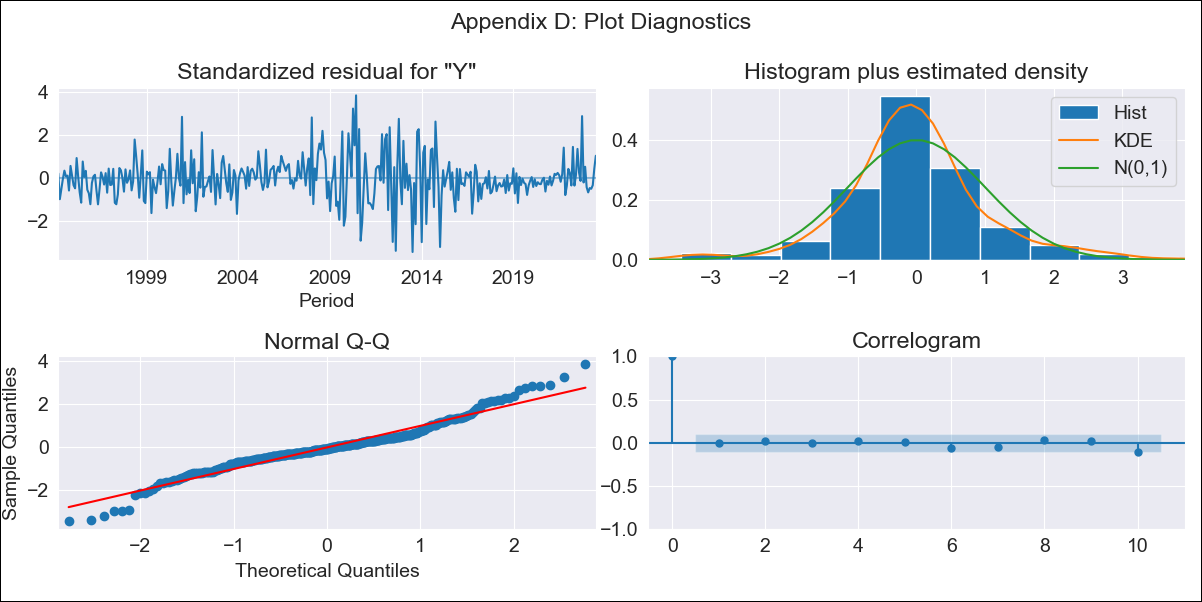 Appendix D: Plot Diagnostics
Standardized residual for "Y"
4
2
0
−2
1999 2004 2009 2014 2019
Period
Histogram plus estimated density
Hist
KDE
N(0,1)
0.4
0.2
0.0
−3 −2 −1 0 1 2 3
Normal Q-Q
Sample Quantiles
4
2
0
−2
−2 −1 0 1 2
Theoretical Quantiles
Correlogram
1.0
0.5
0.0
−0.5
−1.0
0 2 4 6 8 10